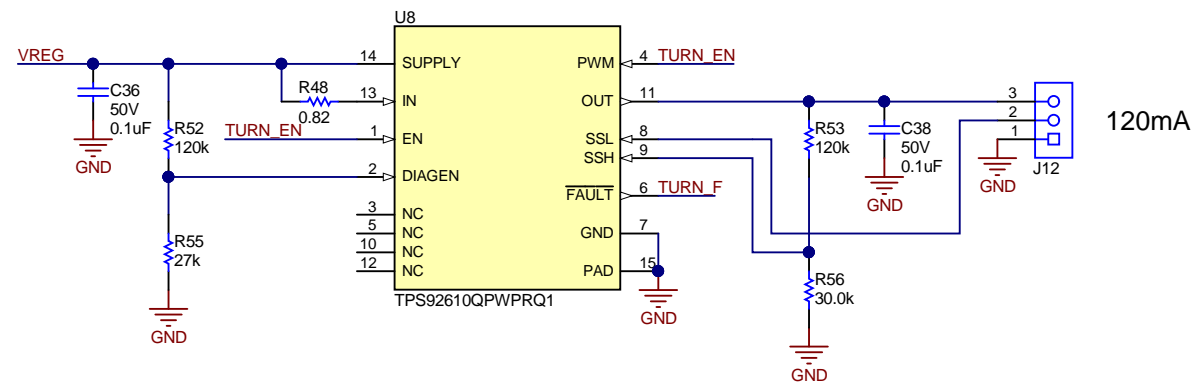 U8
VREG
14 SUPPLY
PWM 4 TURN_EN
C36
50V
0.1uF
GND
R48
0.82
13 IN
OUT 11
R52
120k
TURN_EN
1 EN
SSL 8
SSH 9
R53
120k
C38
50V
0.1uF
GND
3
2
1
J12
GND
120mA
2 DIAGEN
FAULT 6 TURN_F
3 NC
5 NC
10 NC
12 NC
GND 7
PAD 15
R55
27k
GND
TPS92610QPWPRQ1
GND
R56
30.0k
GND